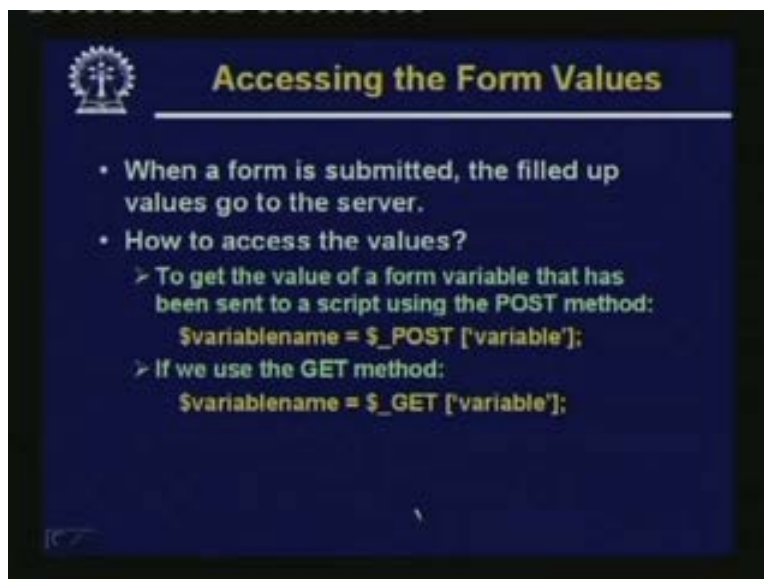 Accessing the Form Values
• When a form is submitted, the filled up
values go to the server.
• How to access the values?
➢ To get the value of a form variable that has
been sent to a script using the POST method:
$variablename = $_POST ['variable'];
➢ If we use the GET method:
$variablename = $_GET ['variable'];